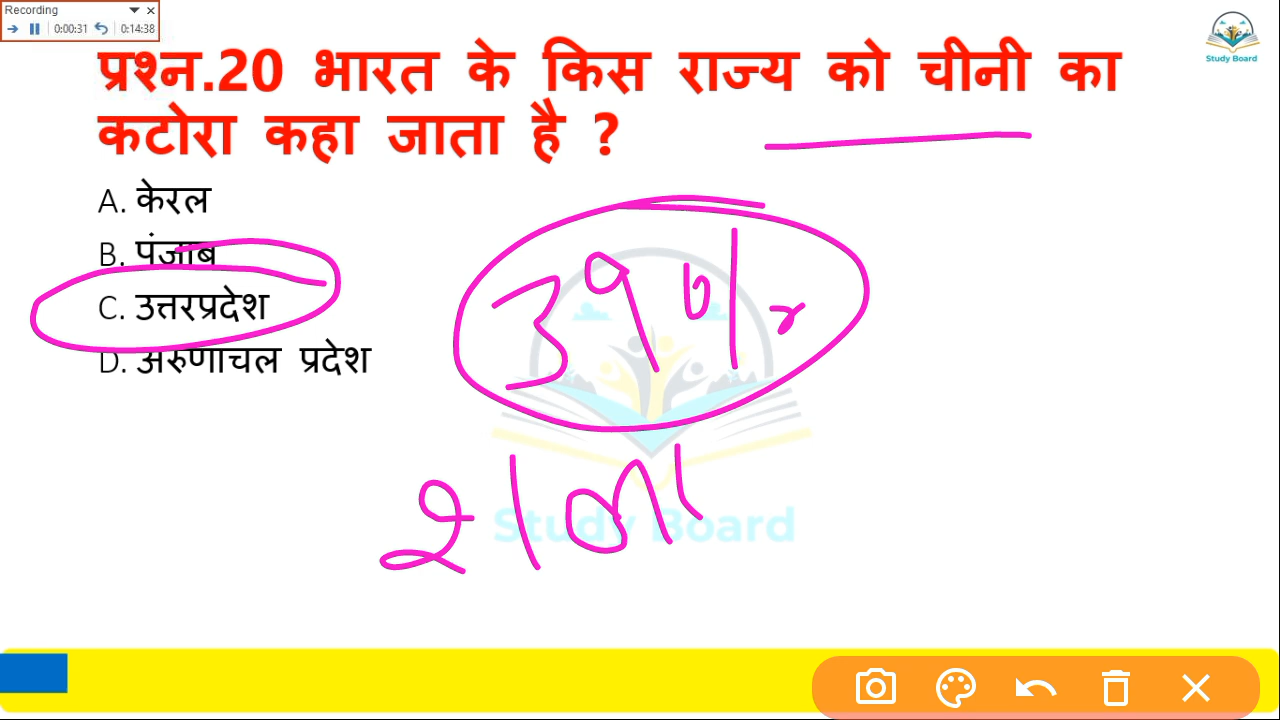 Recording
0:00:31 0:14:38
Study Board
प्रश्न.20 भारत के किस राज्य को चीनी का
कटोरा कहा जाता है ?
A. केरल
B. पंजाब
C. उत्तरप्रदेश
D. अरुणाचल प्रदेश
Study Board